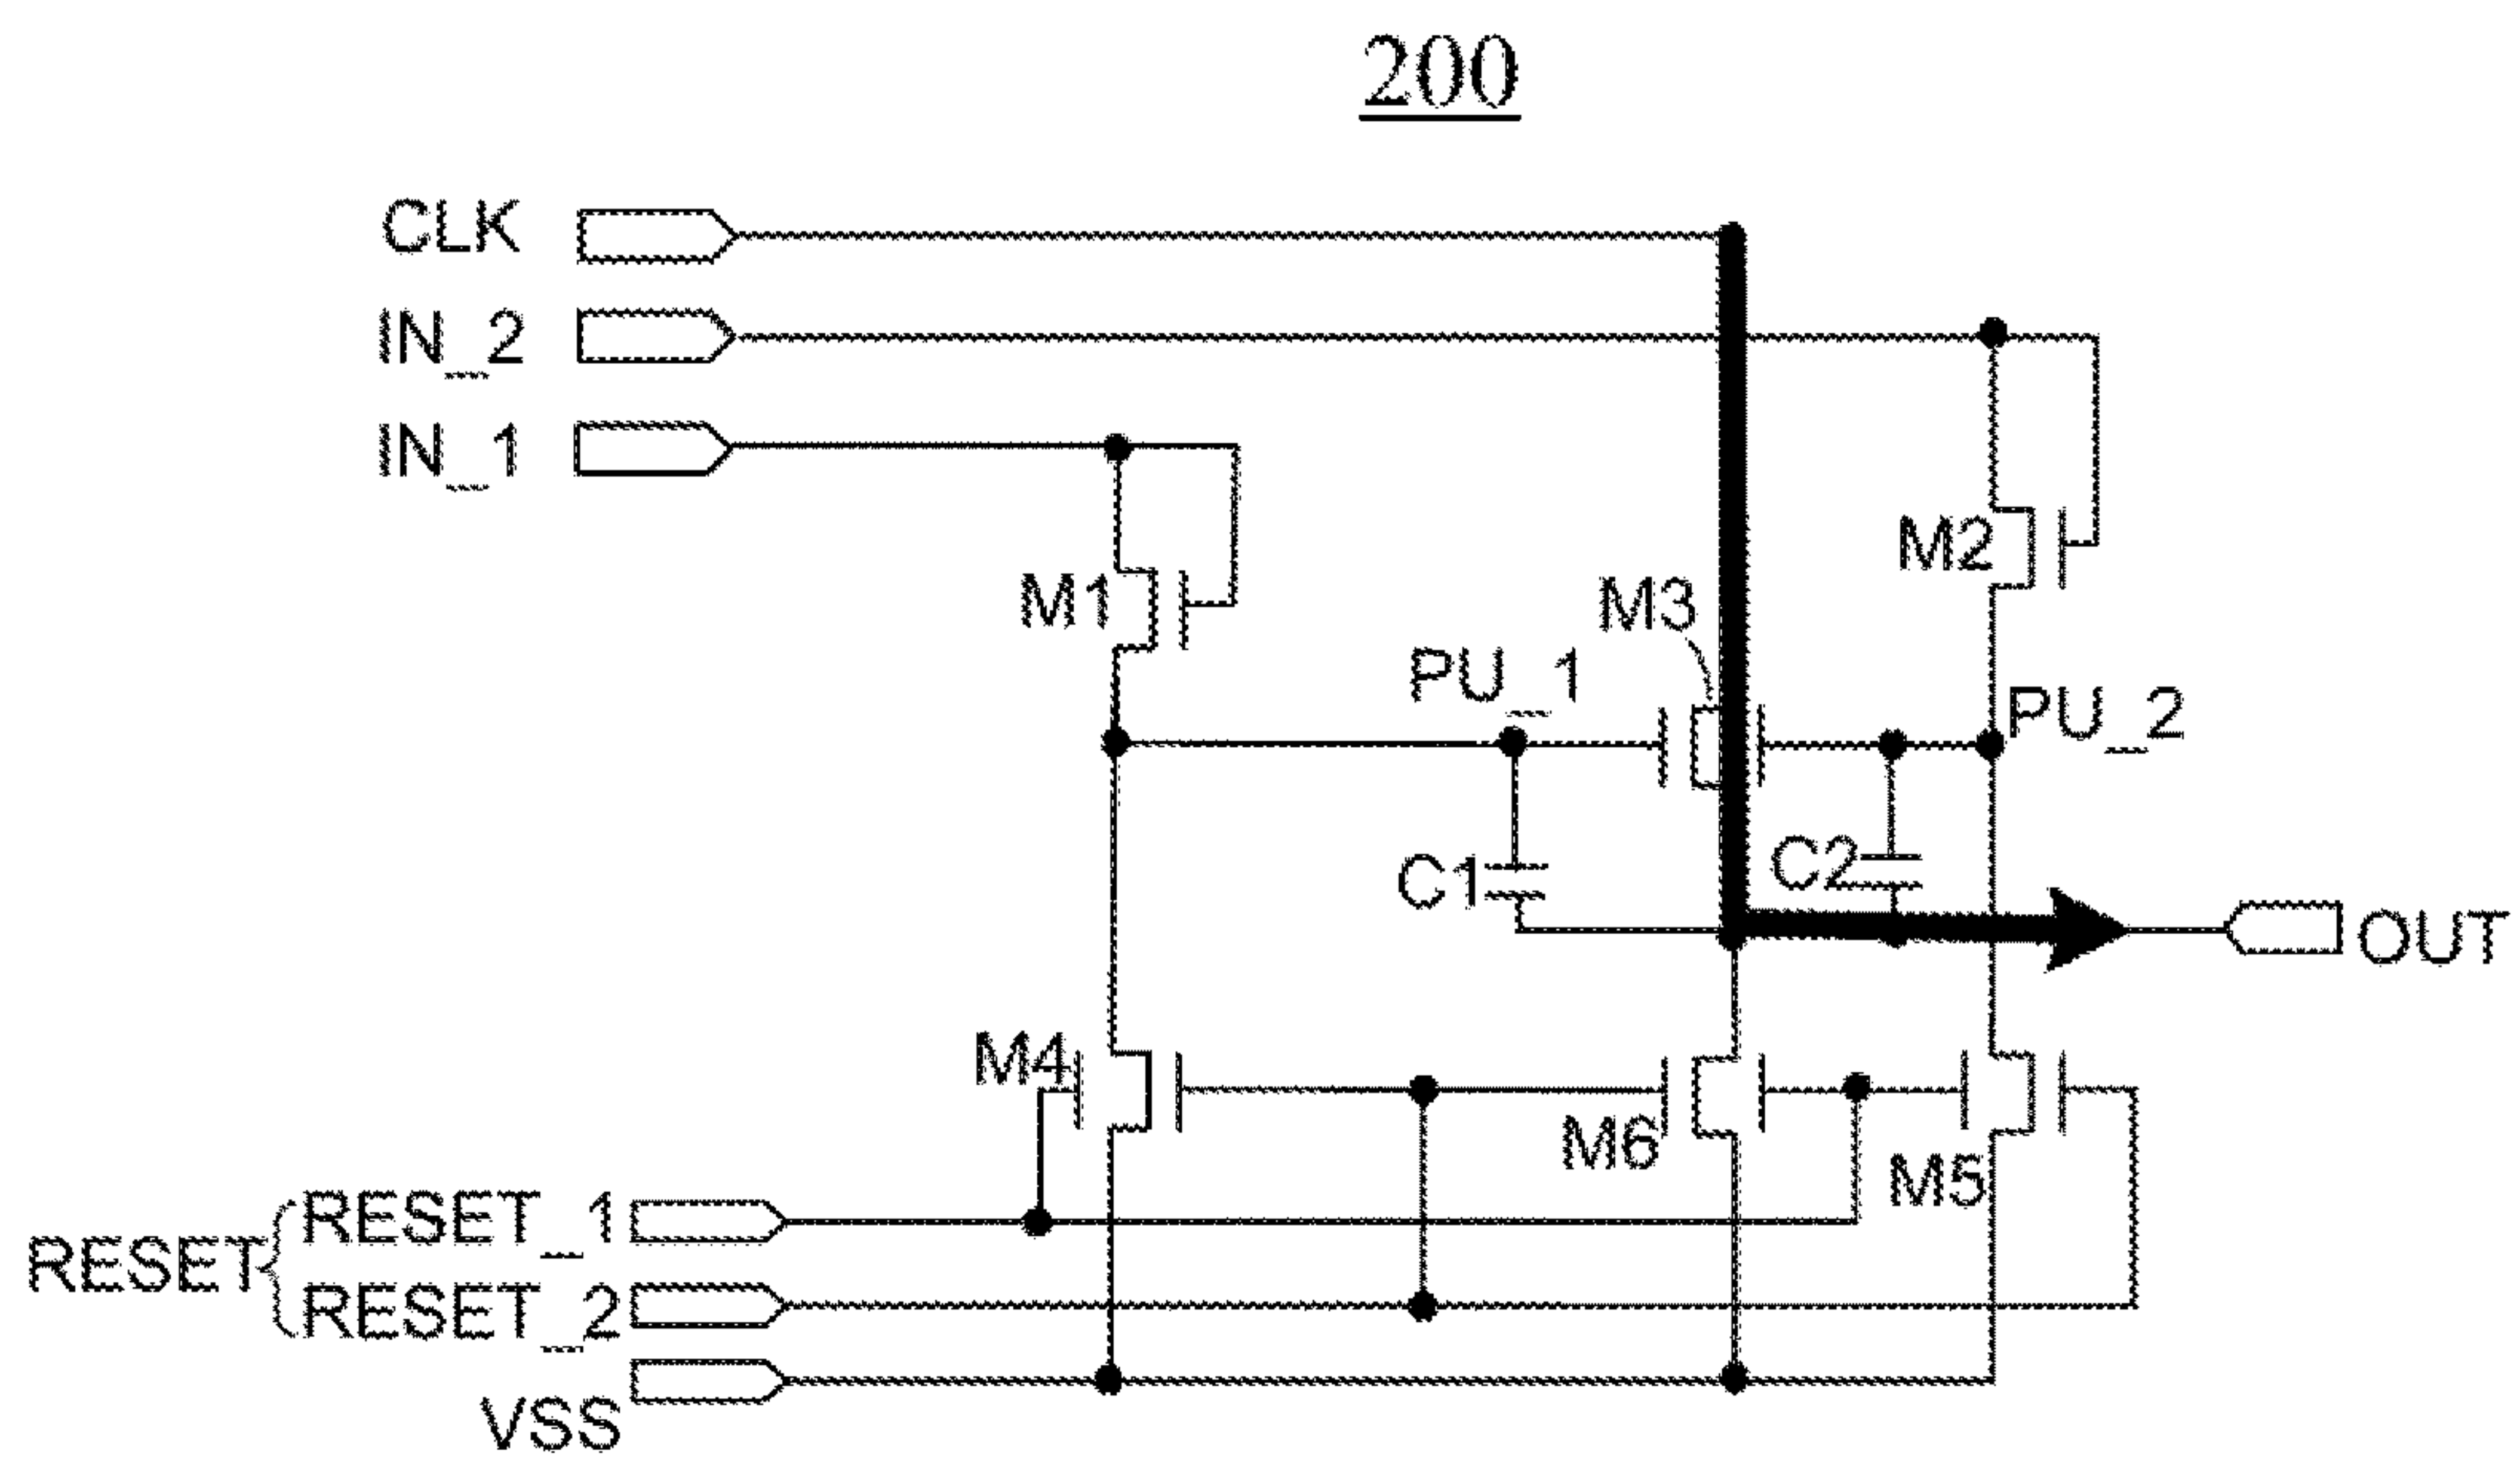 200
CLK
IN_2
IN_1
M1
M2
M3
PU_1
PU_2
C1
C2
OUT
M4
M6
M5
RESET
RESET_1
RESET_2
VSS